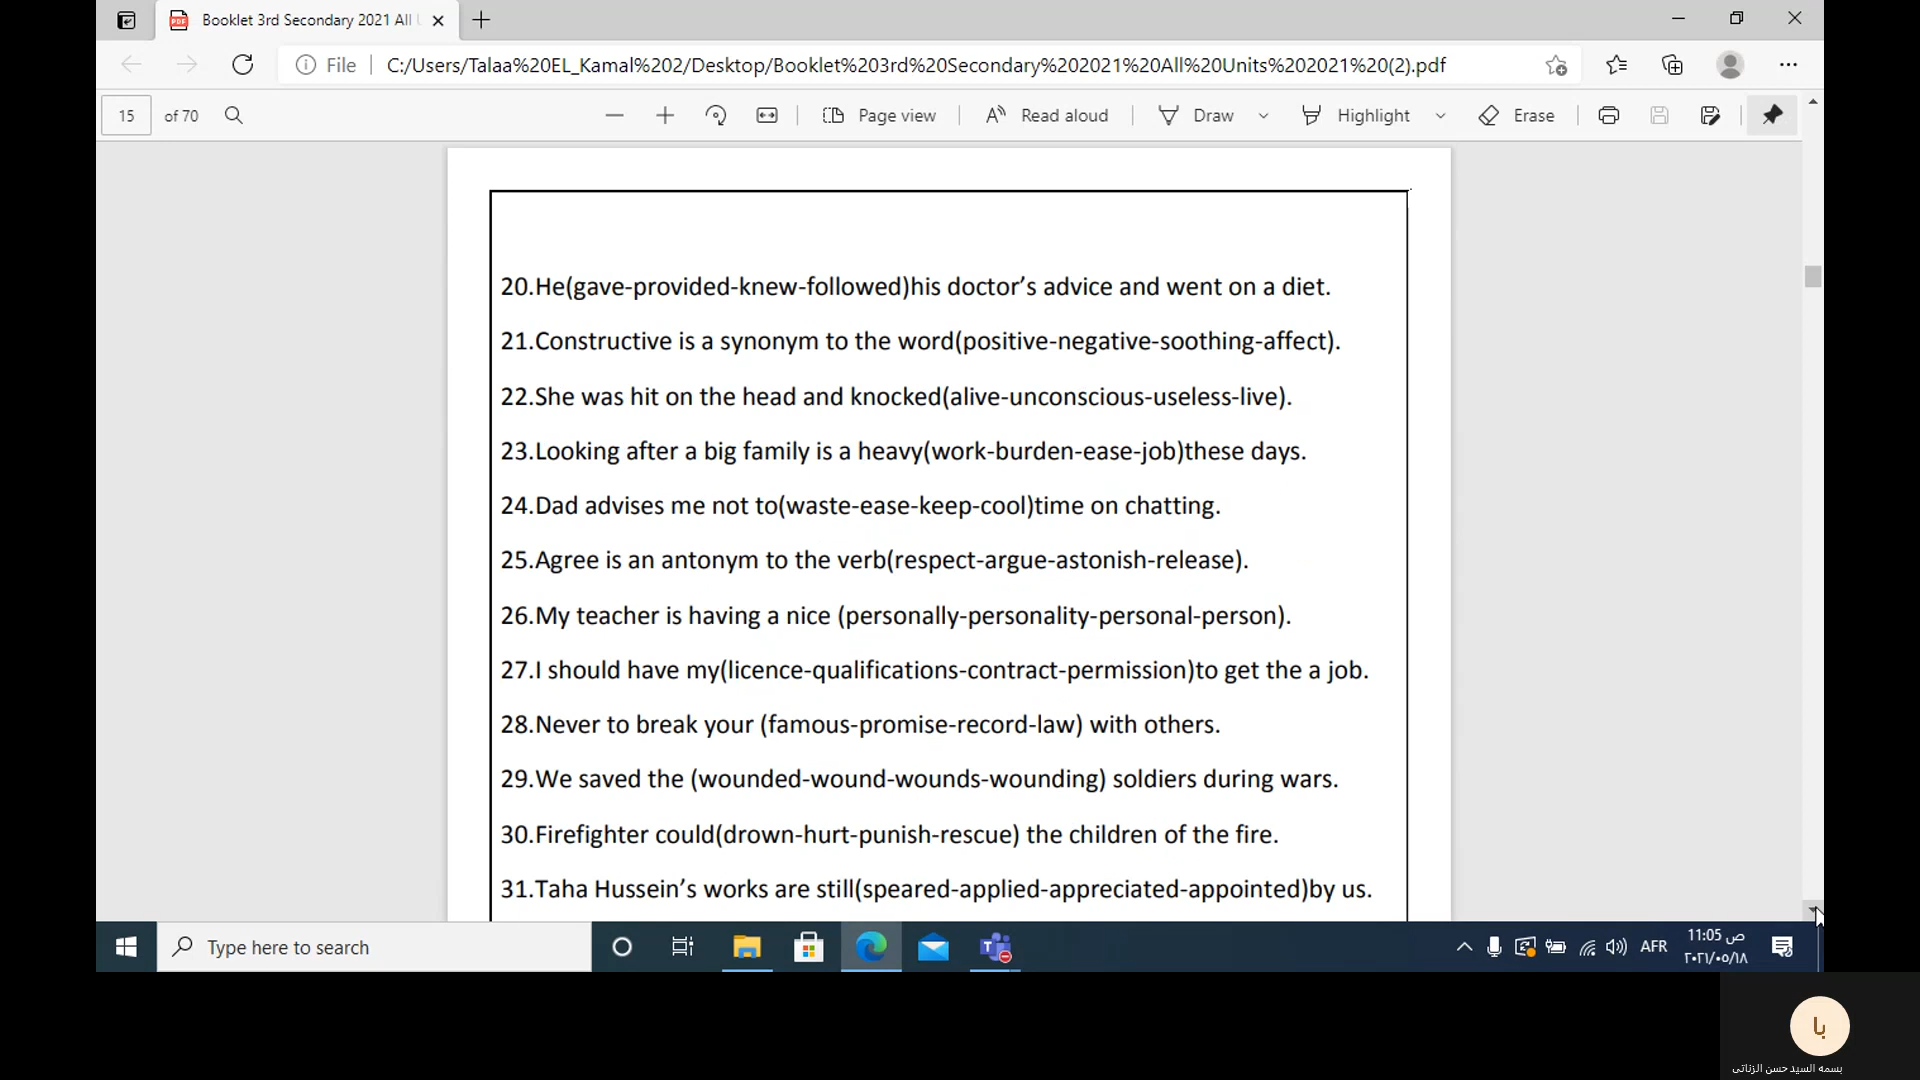 Booklet 3rd Secondary 2021 All
File C:/Users/Talaa%20EL_Kamal%202/Desktop/Booklet%203rd%20Secondary%202021%20All%20Units%202021%20(2).pdf
15 of 70 Page view Read aloud Draw Highlight Erase
20.He(gave-provided-knew-followed)his doctor’s advice and went on a diet.
21.Constructive is a synonym to the word(positive-negative-soothing-affect).
22.She was hit on the head and knocked(alive-unconscious-useless-live).
23.Looking after a big family is a heavy(work-burden-ease-job)these days.
24.Dad advises me not to(waste-ease-keep-cool)time on chatting.
25.Agree is an antonym to the verb(respect-argue-astonish-release).
26.My teacher is having a nice (personally-personality-personal-person).
27.I should have my(licence-qualifications-contract-permission)to get the a job.
28.Never to break your (famous-promise-record-law) with others.
29.We saved the (wounded-wound-wounds-wounding) soldiers during wars.
30.Firefighter could(drown-hurt-punish-rescue) the children of the fire.
31.Taha Hussein’s works are still(speared-applied-appreciated-appointed)by us.
Type here to search AFR 11:05 ص
٢٠٢١/٠٥/١٨
با
بسمه السيد حسن الزناتى